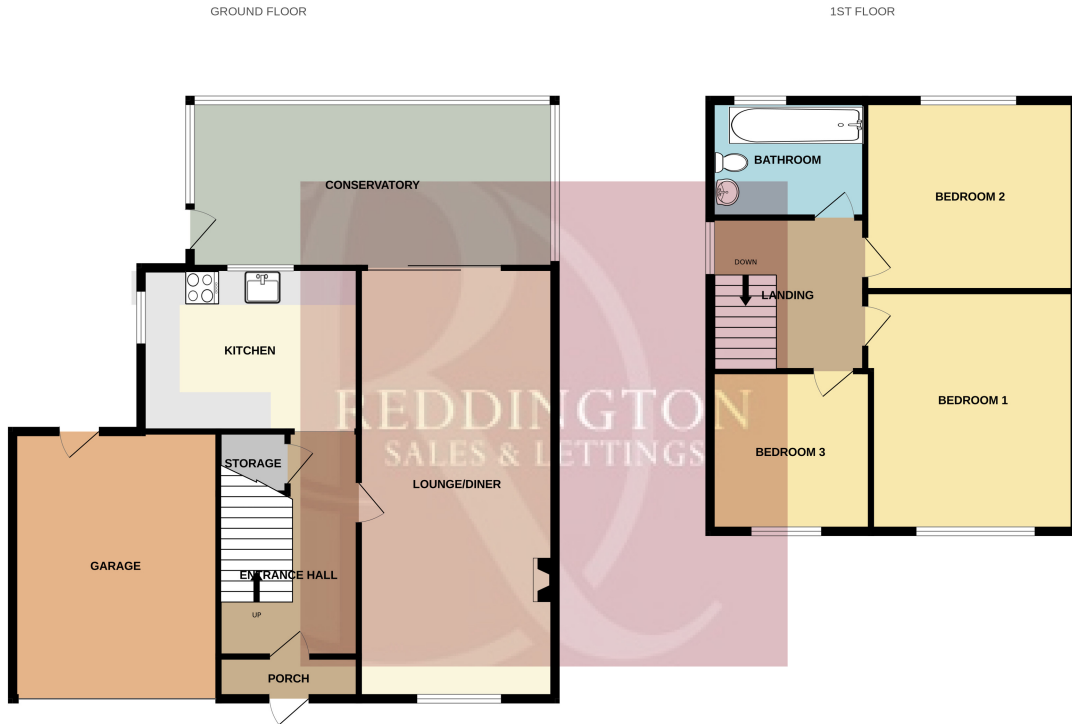 GROUND FLOOR
1ST FLOOR
CONSERVATORY
KITCHEN
STORAGE
LOUNGE/DINER
GARAGE
ENTRANCE HALL
UP
PORCH
BATHROOM
BEDROOM 2
DOWN
LANDING
BEDROOM 1
BEDROOM 3
REDDINGTON
SALES & LETTINGS